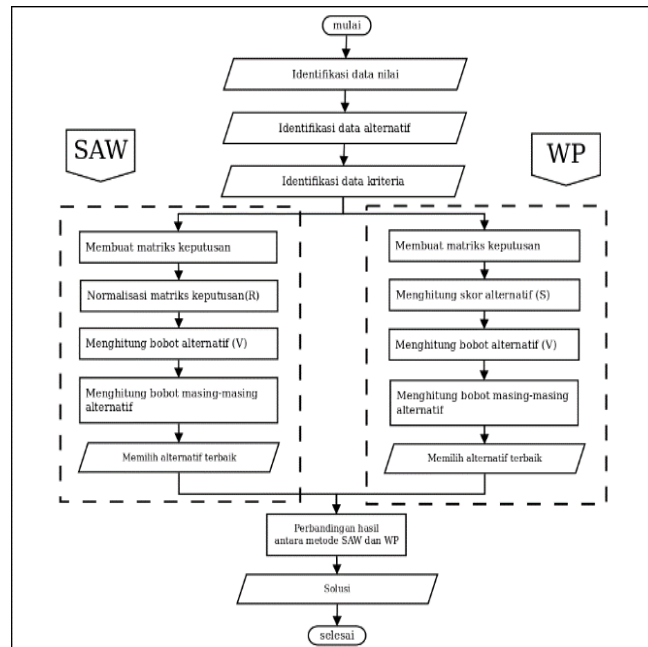 mulai
Identifikasi data nilai
Identifikasi data alternatif
Identifikasi data kriteria
SAW
Membuat matriks keputusan
Normalisasi matriks keputusan(R)
Menghitung bobot alternatif (V)
Menghitung bobot masing-masing
alternatif
Memilih alternatif terbaik
WP
Membuat matriks keputusan
Menghitung skor alternatif (S)
Menghitung bobot alternatif (V)
Menghitung bobot masing-masing
alternatif
Memilih alternatif terbaik
Perbandingan hasil
antara metode SAW dan WP
Solusi
selesai